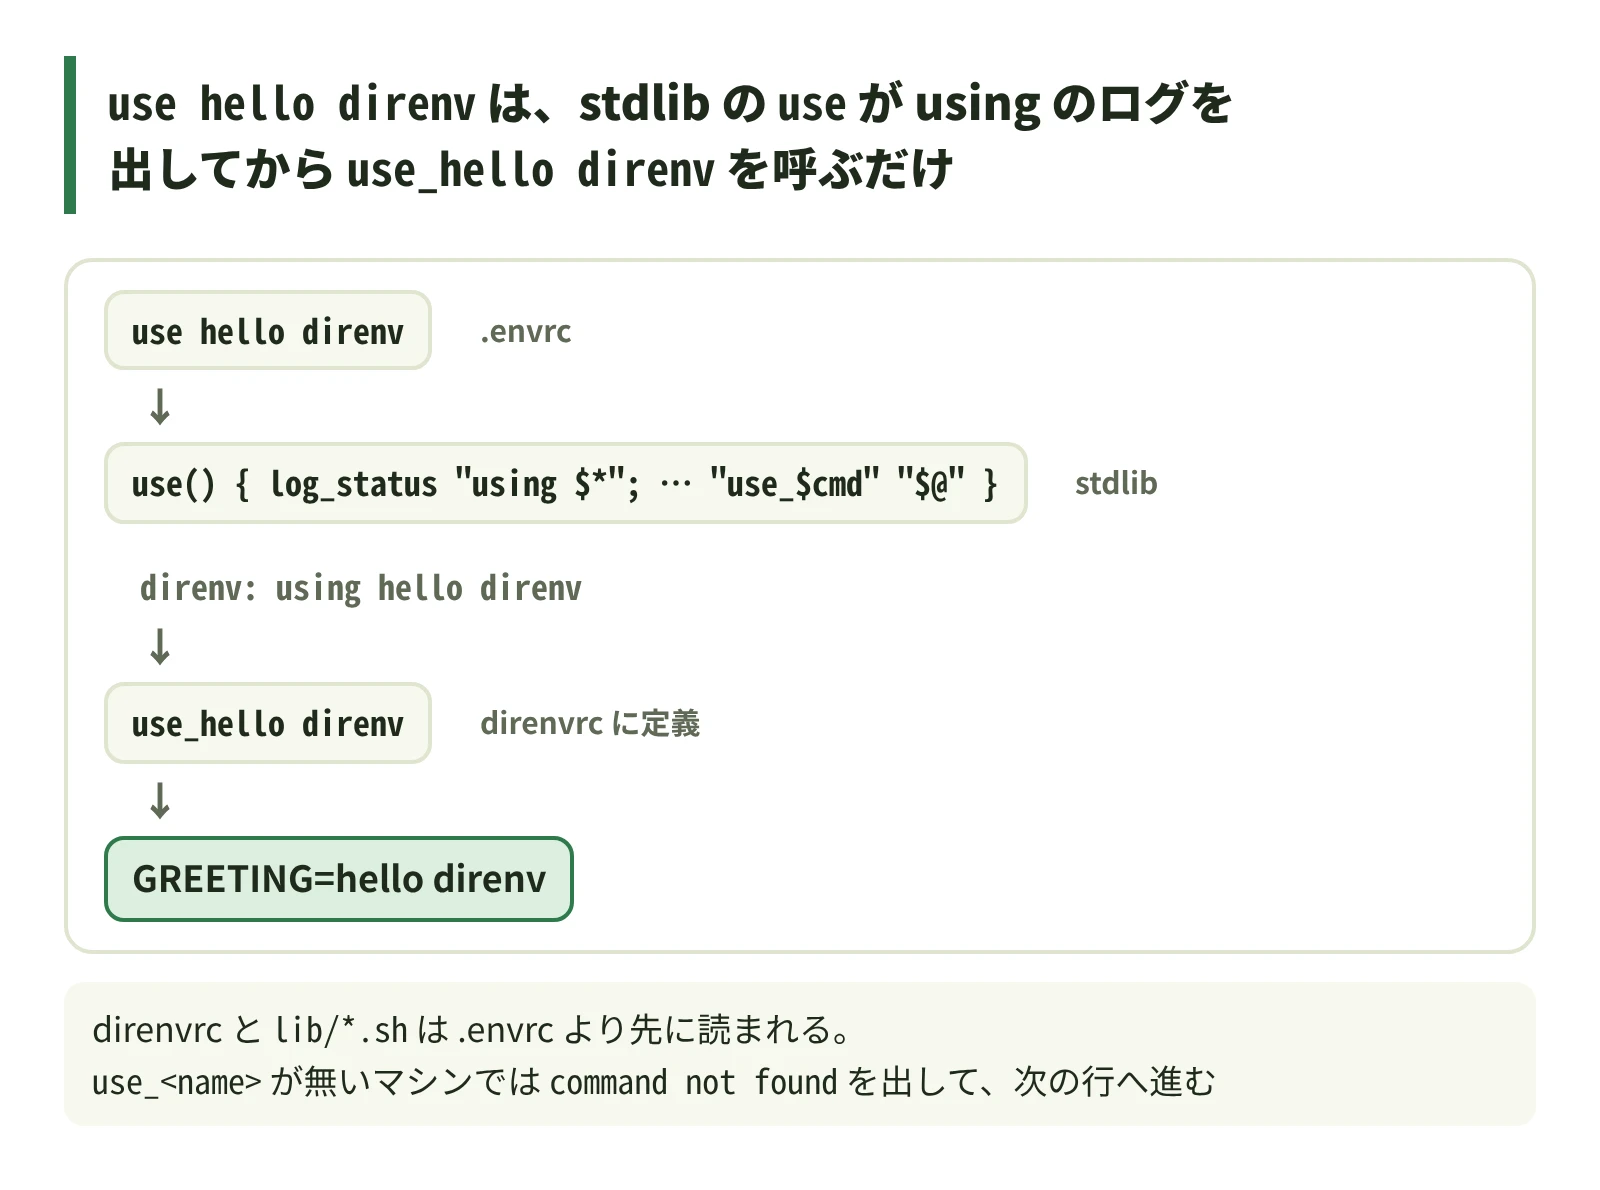 use hello direnv は、stdlib の use が using のログを
出してから use_hello direnv を呼ぶだけ
use hello direnv .envrc
↓
use() { log_status "using $*"; … "use_$cmd" "$@" } stdlib
direnv: using hello direnv
↓
use_hello direnv direnvrc に定義
↓
GREETING=hello direnv
direnvrc と lib/*.sh は .envrc より先に読まれる。
use_<name> が無いマシンでは command not found を出して、次の行へ進む